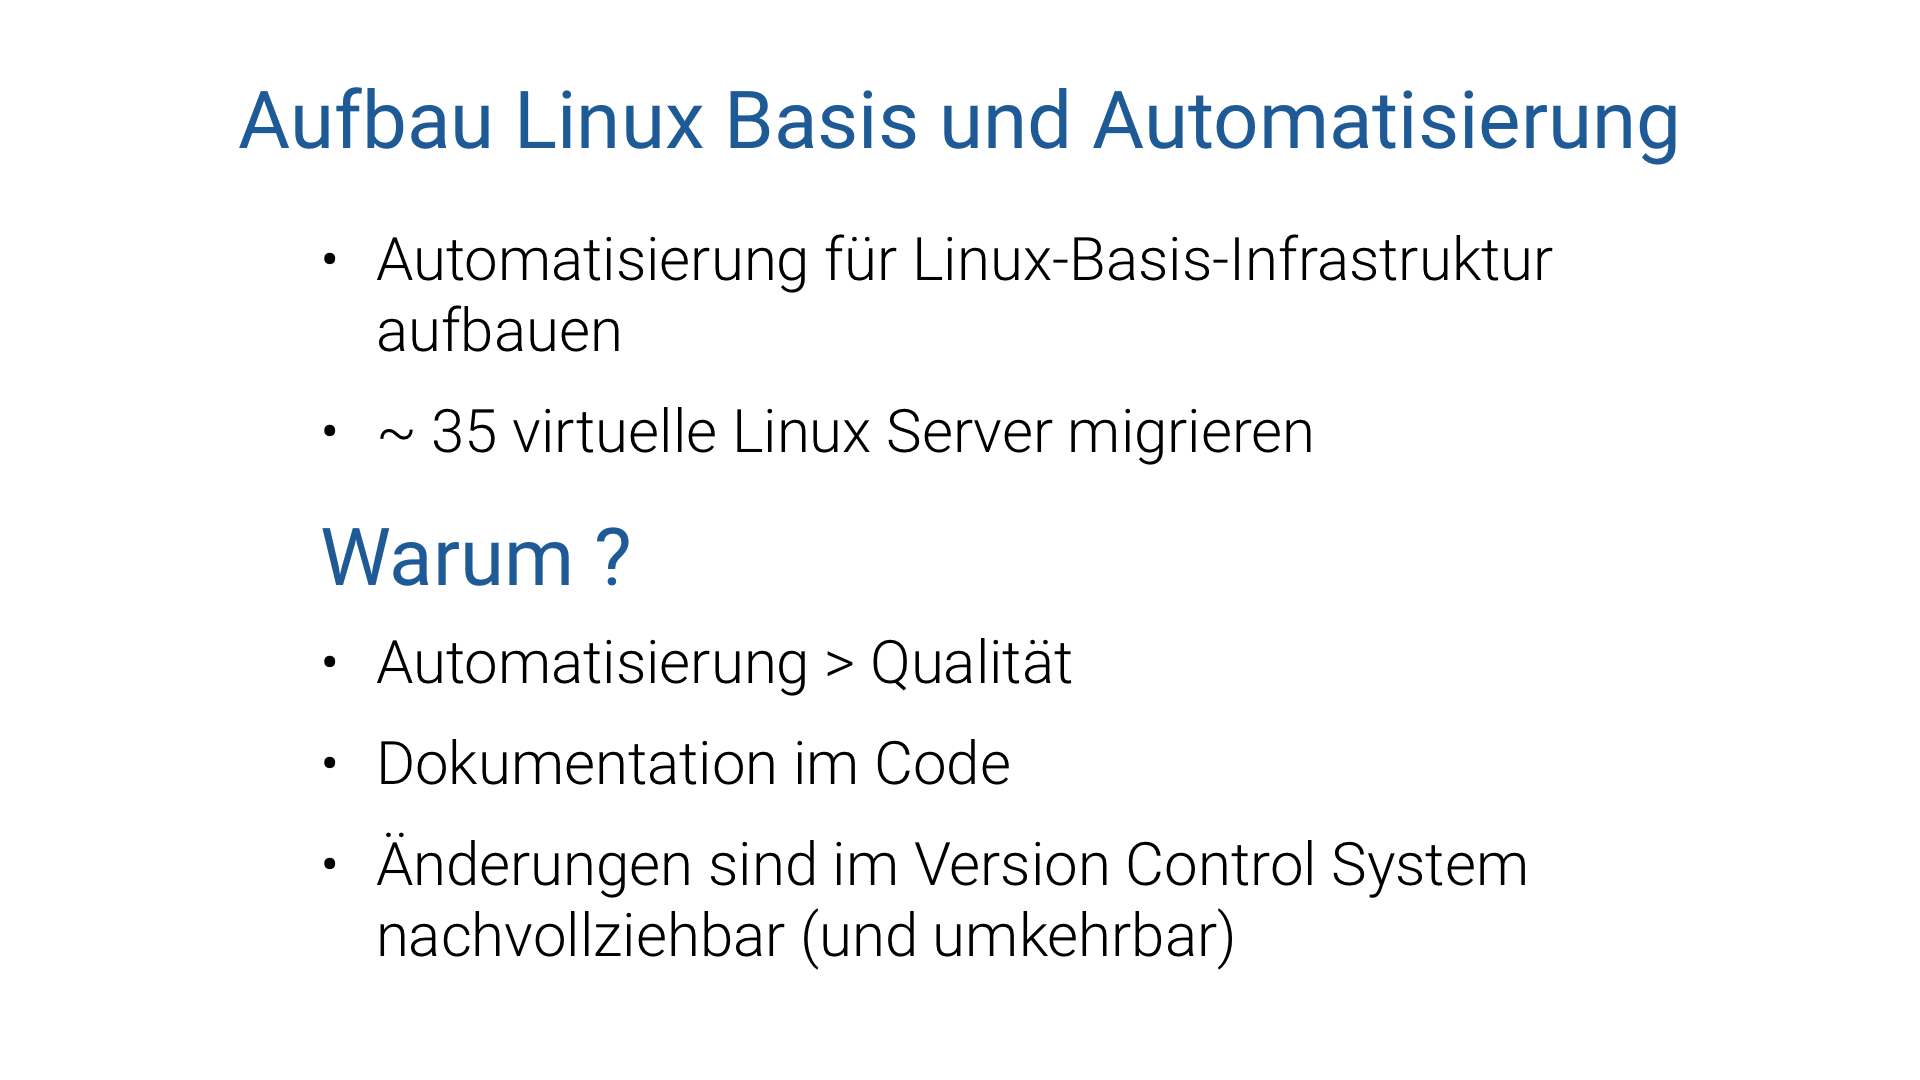 Aufbau Linux Basis und Automatisierung
• Automatisierung für Linux-Basis-Infrastruktur
aufbauen
• ~ 35 virtuelle Linux Server migrieren
Warum ?
• Automatisierung > Qualität
• Dokumentation im Code
• Änderungen sind im Version Control System
nachvollziehbar (und umkehrbar)